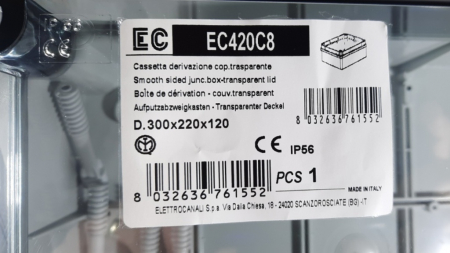 EC EC420C8
Cassetta derivazione cop.trasparente
Smooth sided junc.box-transparent lid
Boîte de dérivation - couv.transparent
Aufputzabzweigkasten - Transparenter Deckel
D.300x220x120
8 032636 761552
CE IP56
PCS 1
8 032636 761552
MADE IN ITALY
ELETTROCANALI S.p.a Via Dalla Chiesa, 16 - 24020 SCANZOROSCIATE (BG) -IT